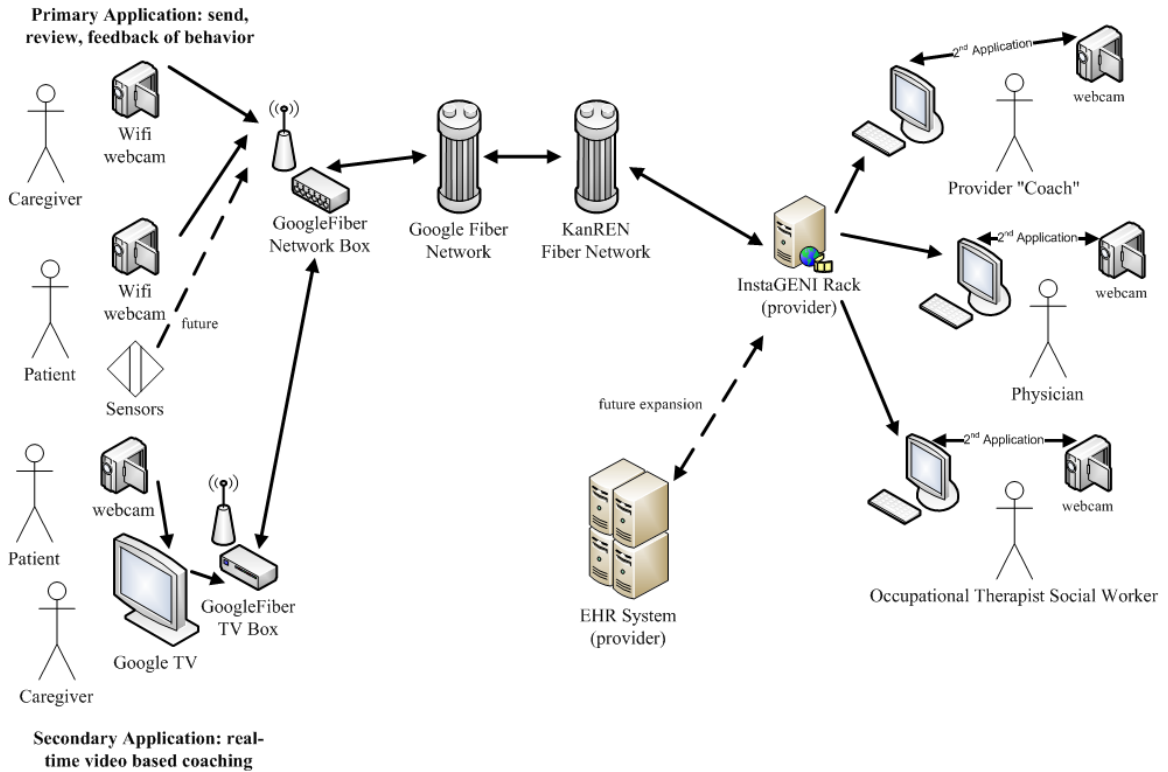 Primary Application: send,
review, feedback of behavior
Caregiver
Wifi
webcam
Patient
Wifi
webcam
future
Sensors
GoogleFiber
Network Box
Google Fiber
Network
KanREN
Fiber Network
InstaGENI Rack
(provider)
future expansion
EHR System
(provider)
2nd Application
webcam
Provider "Coach"
2nd Application
webcam
Physician
2nd Application
webcam
Occupational Therapist Social Worker
Patient
webcam
GoogleFiber
TV Box
Google TV
Caregiver
Secondary Application: real-
time video based coaching